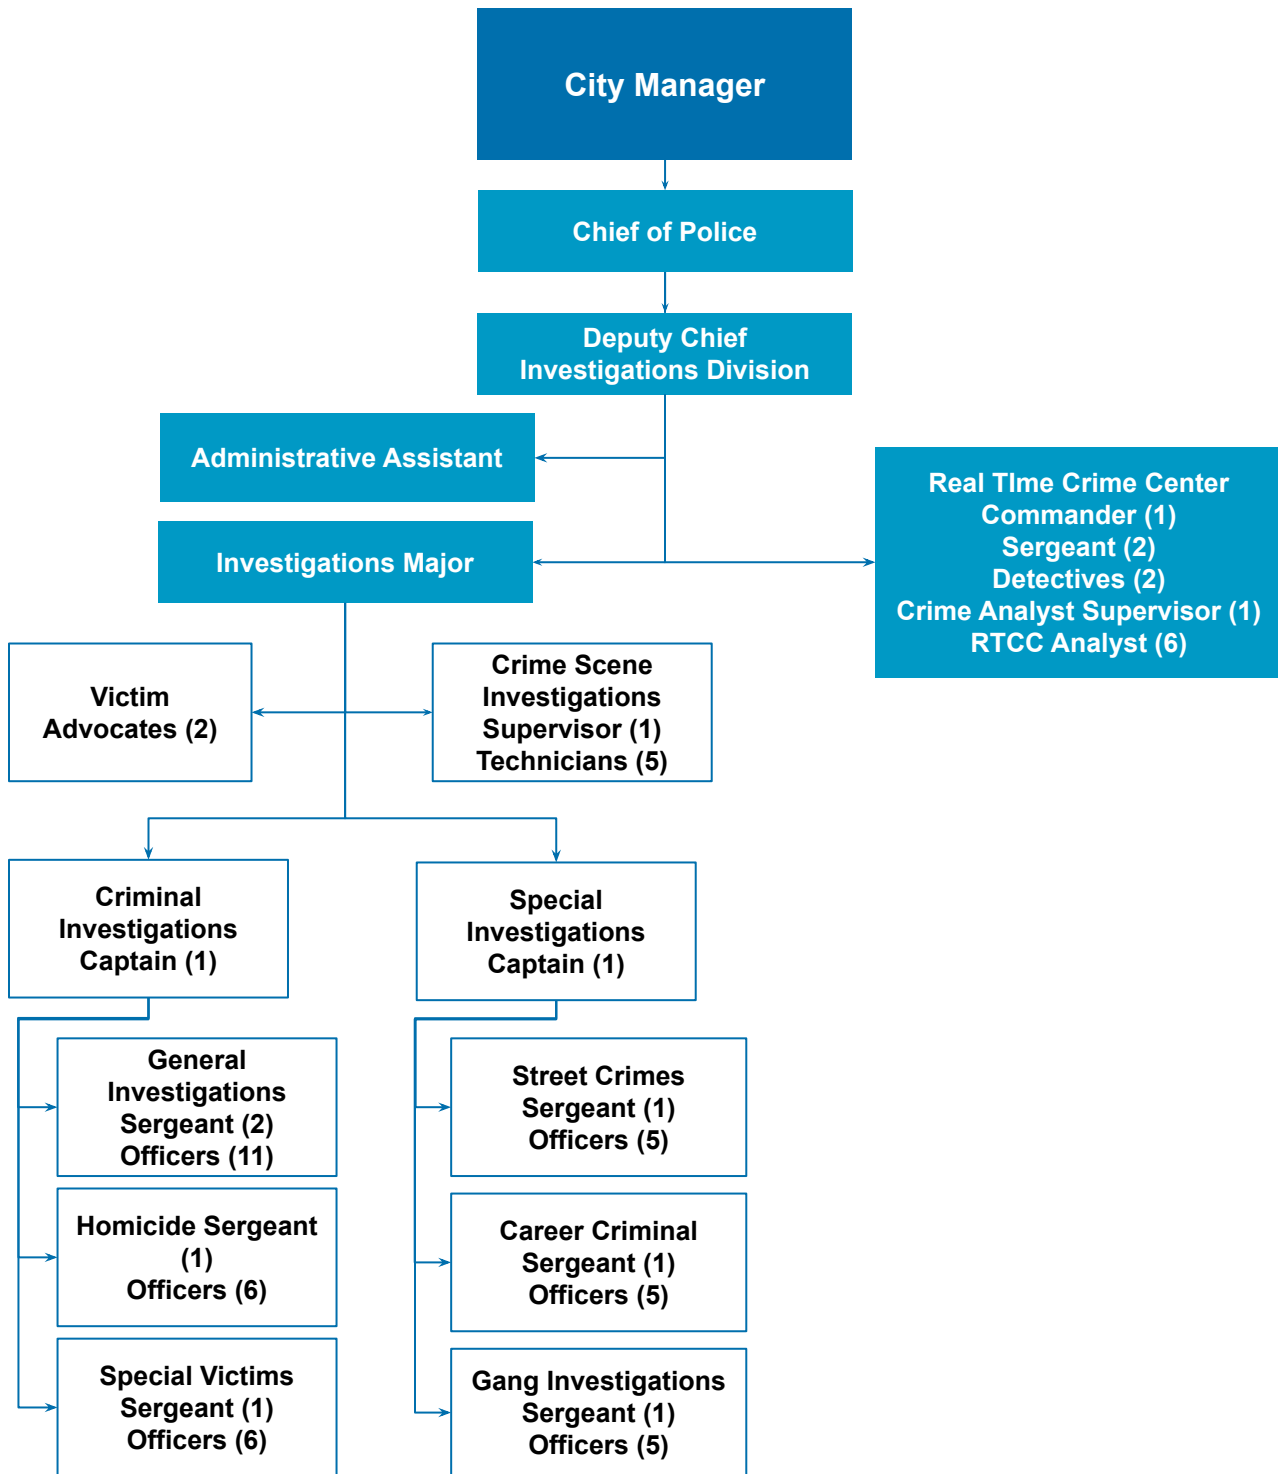 City Manager
Chief of Police
Deputy Chief
Investigations Division
Administrative Assistant
Investigations Major
Real TIme Crime Center
Commander (1)
Sergeant (2)
Detectives (2)
Crime Analyst Supervisor (1)
RTCC Analyst (6)
Victim
Advocates (2)
Crime Scene
Investigations
Supervisor (1)
Technicians (5)
Criminal
Investigations
Captain (1)
Special
Investigations
Captain (1)
General
Investigations
Sergeant (2)
Officers (11)
Homicide Sergeant
(1)
Officers (6)
Special Victims
Sergeant (1)
Officers (6)
Street Crimes
Sergeant (1)
Officers (5)
Career Criminal
Sergeant (1)
Officers (5)
Gang Investigations
Sergeant (1)
Officers (5)